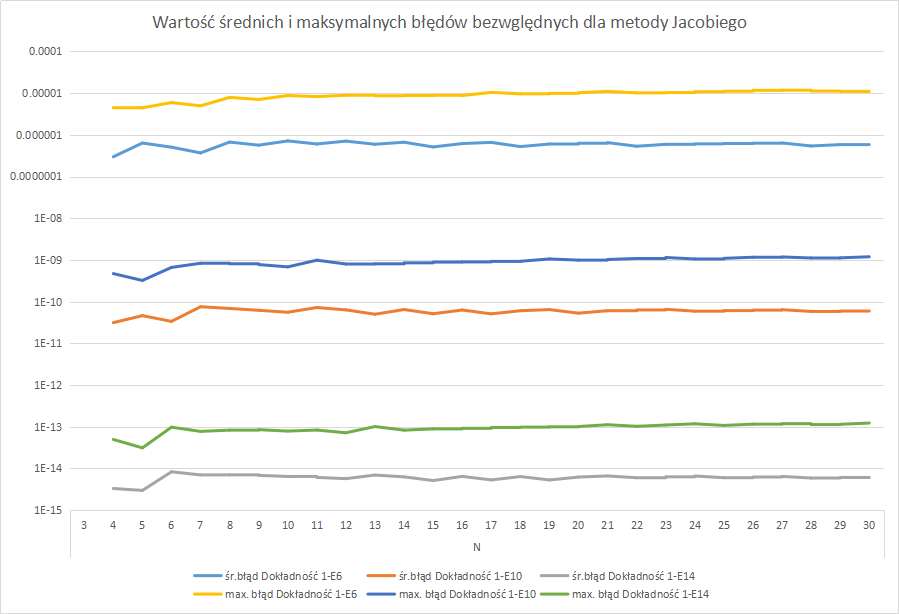 Wartość średnich i maksymalnych błędów bezwględnych dla metody Jacobiego
0.0001
0.00001
0.000001
0.0000001
1E-08
1E-09
1E-10
1E-11
1E-12
1E-13
1E-14
1E-15
3 4 5 6 7 8 9 10 11 12 13 14 15 16 17 18 19 20 21 22 23 24 25 26 27 28 29 30
N
śr.błąd Dokładność 1-E6 śr.błąd Dokładność 1-E10 śr.błąd Dokładność 1-E14
max. błąd Dokładność 1-E6 max. błąd Dokładność 1-E10 max. błąd Dokładność 1-E14